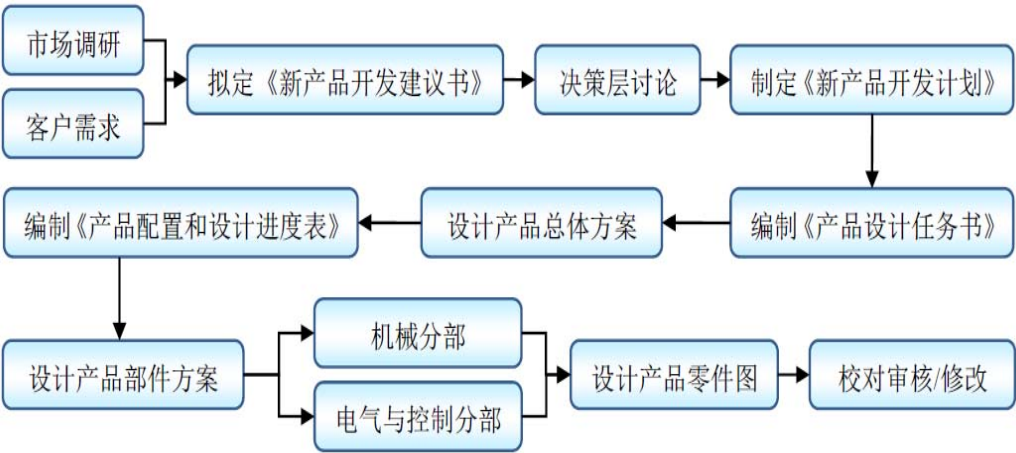 市场调研
客户需求
拟定《新产品开发建议书》
决策层讨论
制定《新产品开发计划》
编制《产品设计任务书》
设计产品总体方案
编制《产品配置和设计进度表》
设计产品部件方案
机械分部
电气与控制分部
设计产品零件图
校对审核/修改